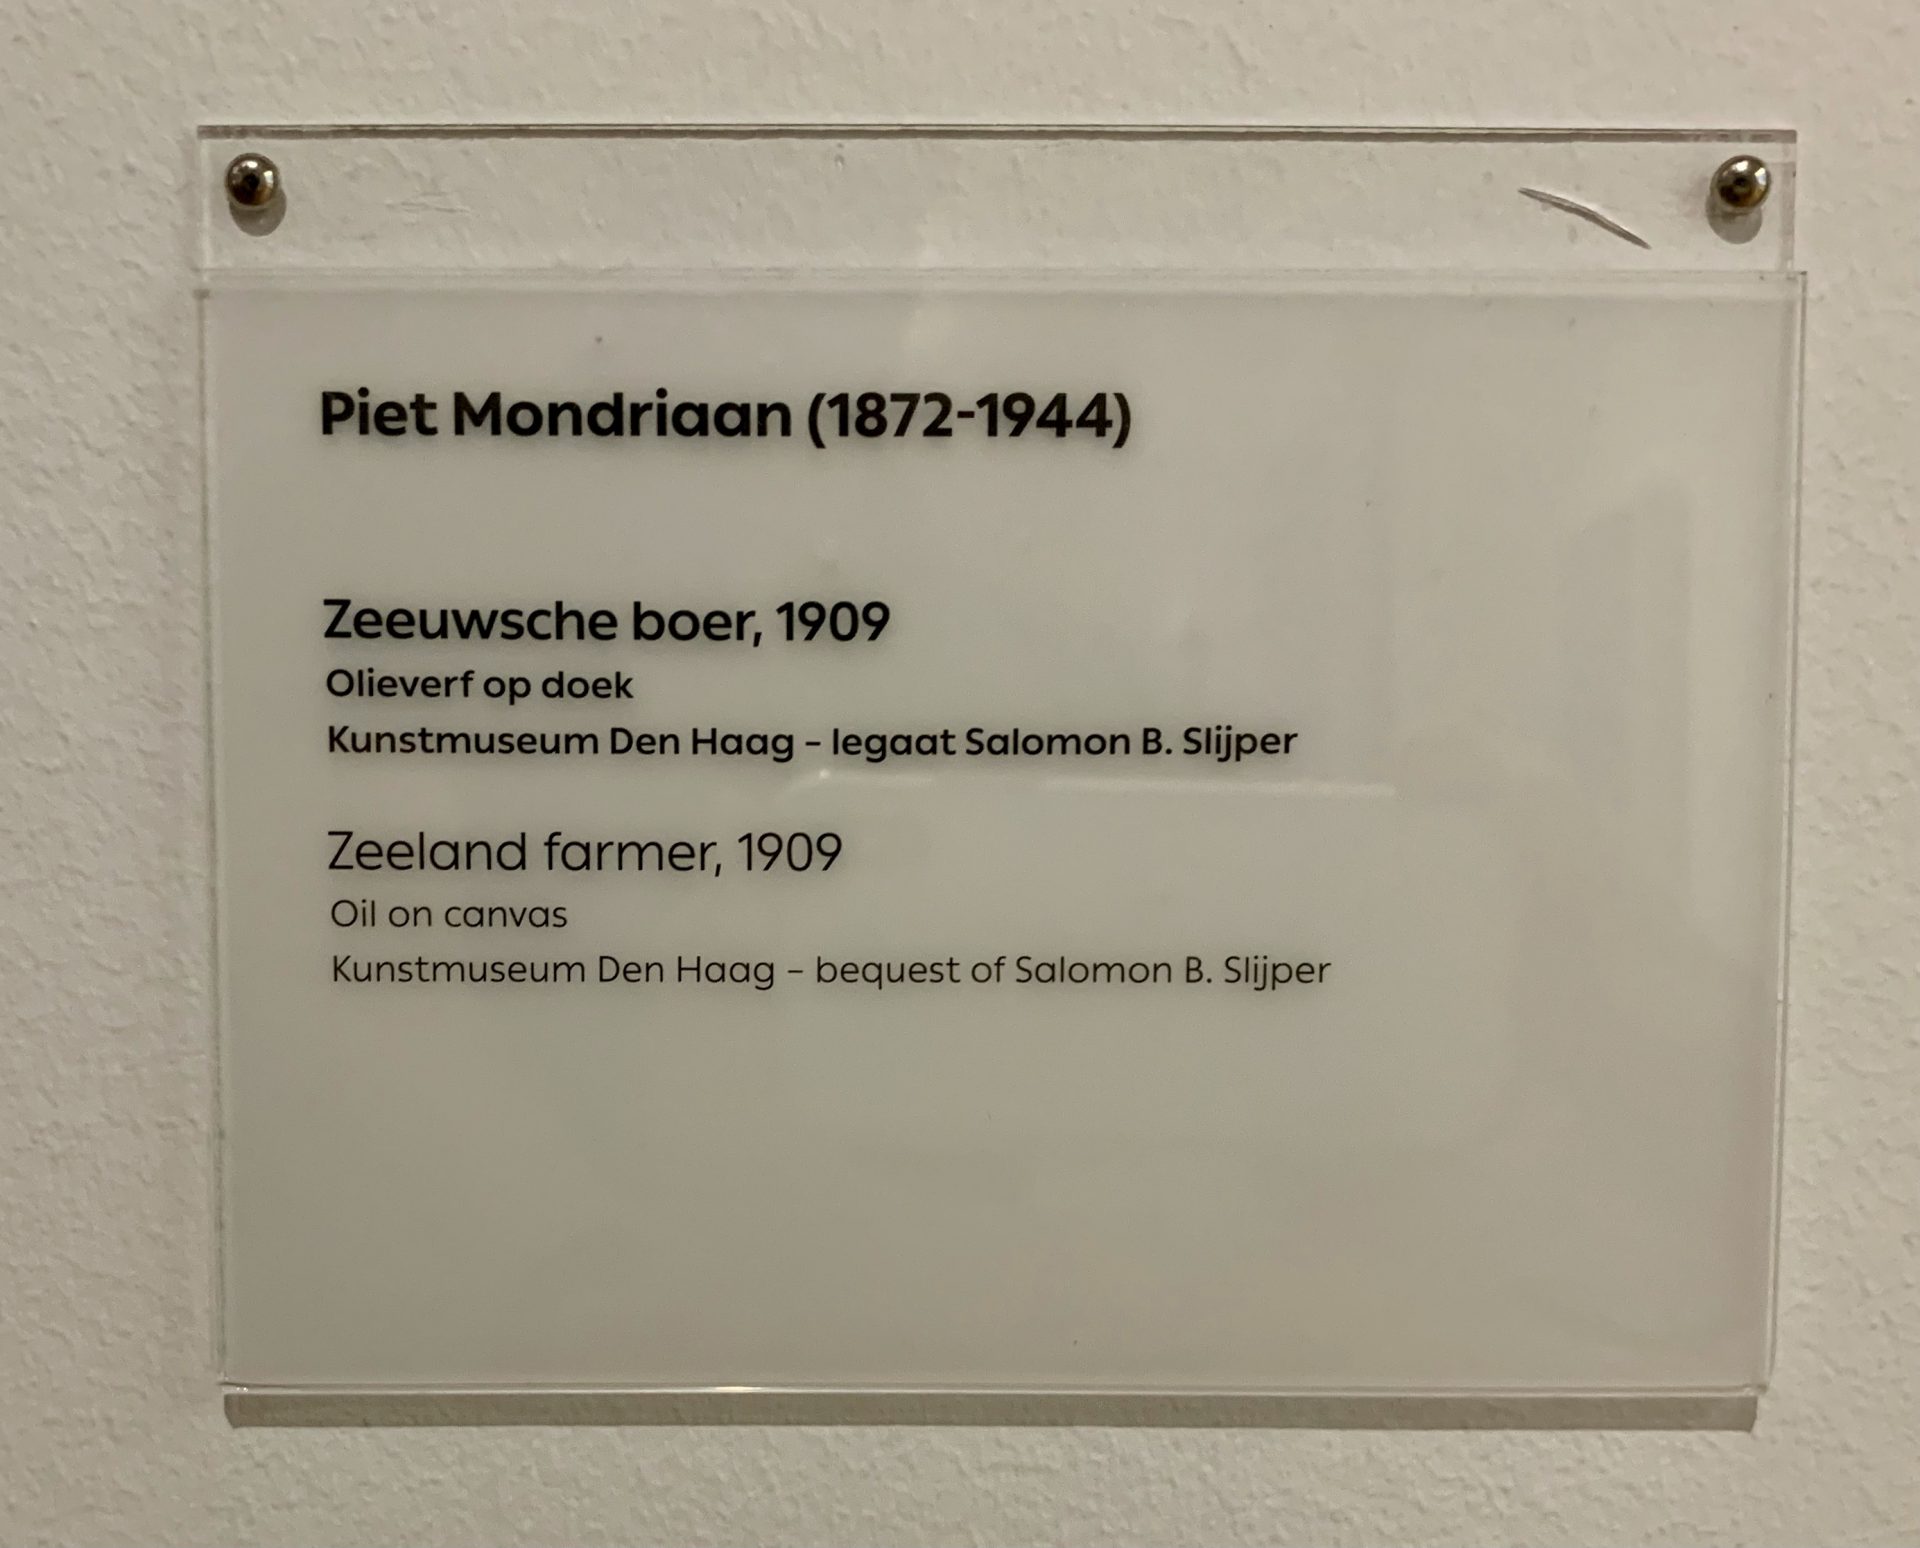 Piet Mondriaan (1872-1944)
Zeeuwsche boer, 1909
Olieverf op doek
Kunstmuseum Den Haag – legaat Salomon B. Slijper
Zeeland farmer, 1909
Oil on canvas
Kunstmuseum Den Haag – bequest of Salomon B. Slijper